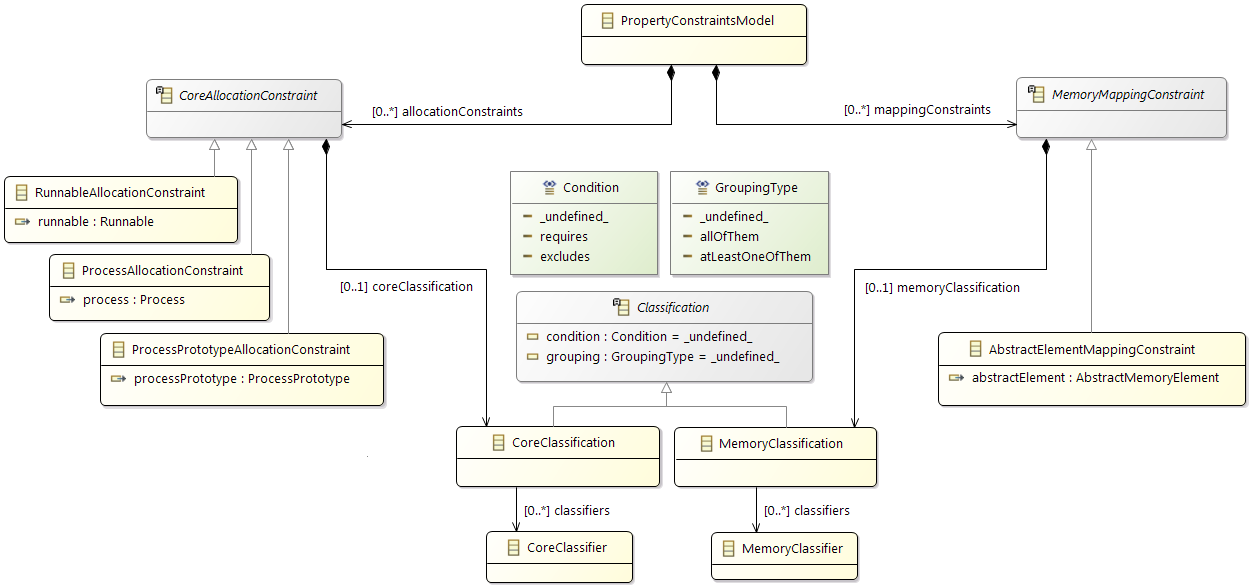 PropertyConstraintsModel
CoreAllocationConstraint
MemoryMappingConstraint
[0..*] allocationConstraints
[0..*] mappingConstraints
RunnableAllocationConstraint
runnable : Runnable
Condition
_undefined_
requires
excludes
GroupingType
_undefined_
allOfThem
atLeastOneOfThem
ProcessAllocationConstraint
process : Process
[0..1] coreClassification
[0..1] memoryClassification
Classification
condition : Condition = _undefined_
grouping : GroupingType = _undefined_
ProcessPrototypeAllocationConstraint
processPrototype : ProcessPrototype
AbstractElementMappingConstraint
abstractElement : AbstractMemoryElement
CoreClassification
MemoryClassification
[0..*] classifiers
[0..*] classifiers
CoreClassifier
MemoryClassifier